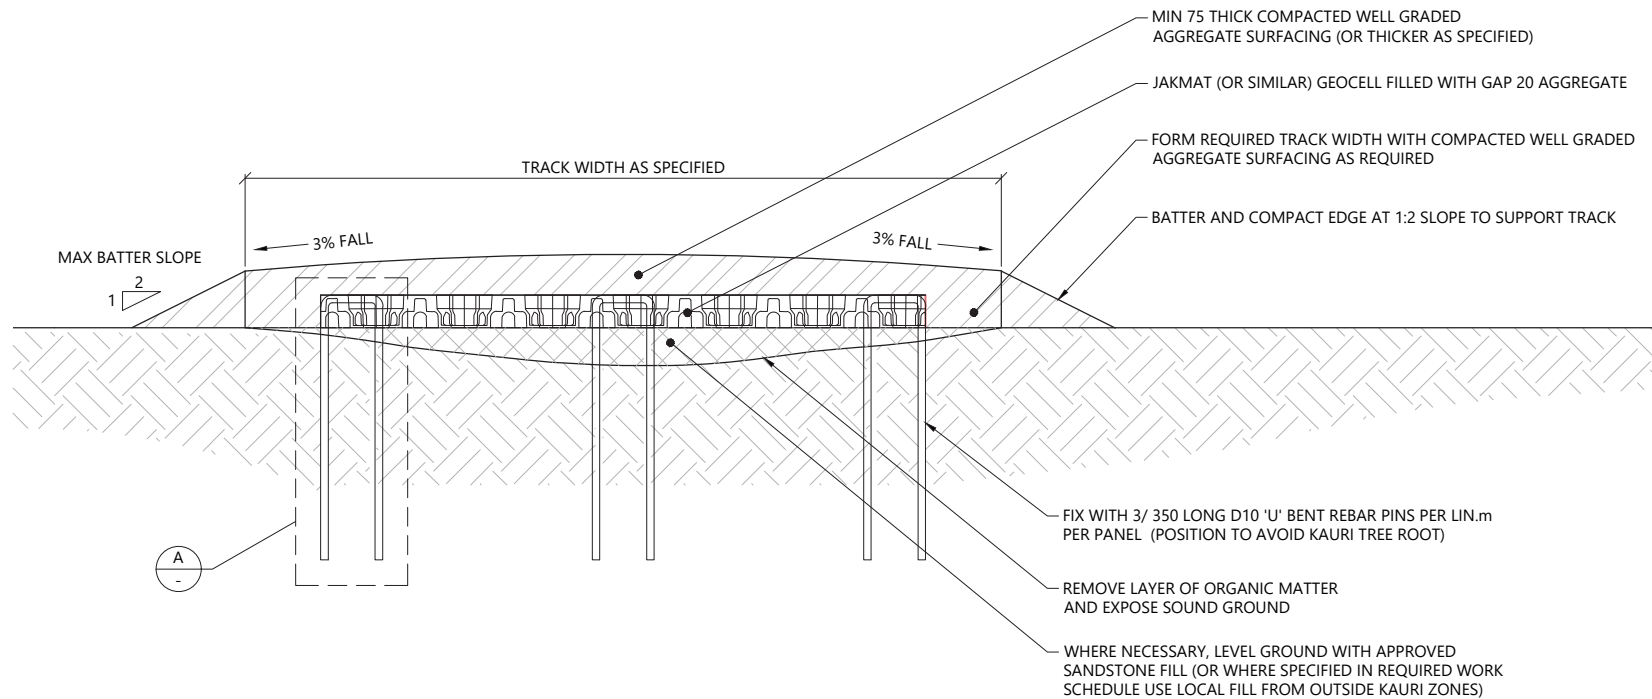 MIN 75 THICK COMPACTED WELL GRADED
AGGREGATE SURFACING (OR THICKER AS SPECIFIED)
JAKMAT (OR SIMILAR) GEOCELL FILLED WITH GAP 20 AGGREGATE
FORM REQUIRED TRACK WIDTH WITH COMPACTED WELL GRADED
AGGREGATE SURFACING AS REQUIRED
TRACK WIDTH AS SPECIFIED
BATTER AND COMPACT EDGE AT 1:2 SLOPE TO SUPPORT TRACK
3% FALL
3% FALL
MAX BATTER SLOPE
2
1
FIX WITH 3/ 350 LONG D10 'U' BENT REBAR PINS PER LIN.m
PER PANEL (POSITION TO AVOID KAURI TREE ROOT)
A
-
REMOVE LAYER OF ORGANIC MATTER
AND EXPOSE SOUND GROUND
WHERE NECESSARY, LEVEL GROUND WITH APPROVED
SANDSTONE FILL (OR WHERE SPECIFIED IN REQUIRED WORK
SCHEDULE USE LOCAL FILL FROM OUTSIDE KAURI ZONES)